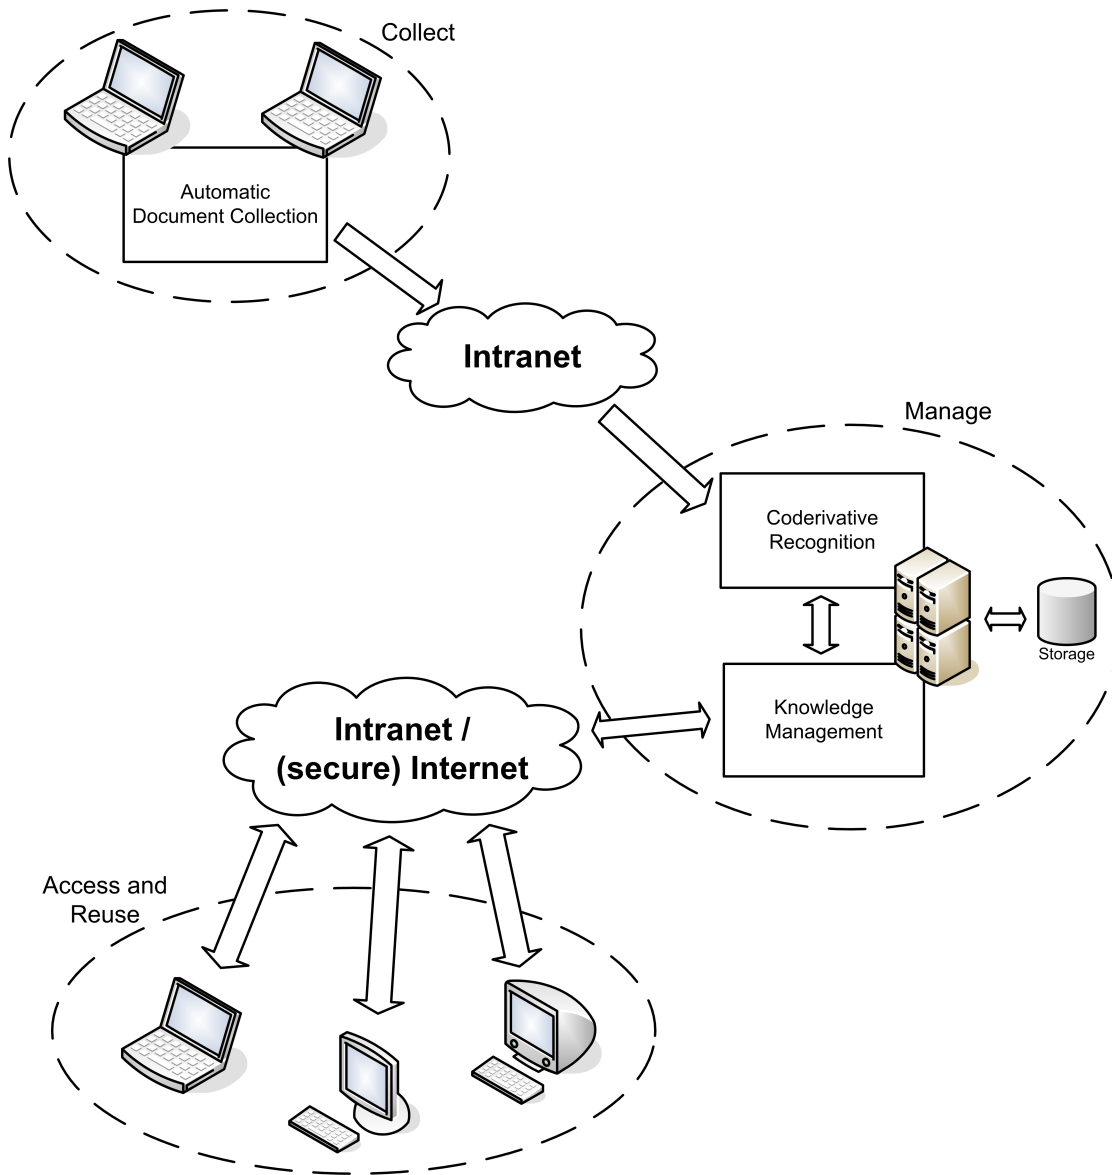 Collect
Automatic
Document Collection
Intranet
Manage
Coderivative
Recognition
Storage
Knowledge
Management
Intranet /
(secure) Internet
Access and
Reuse